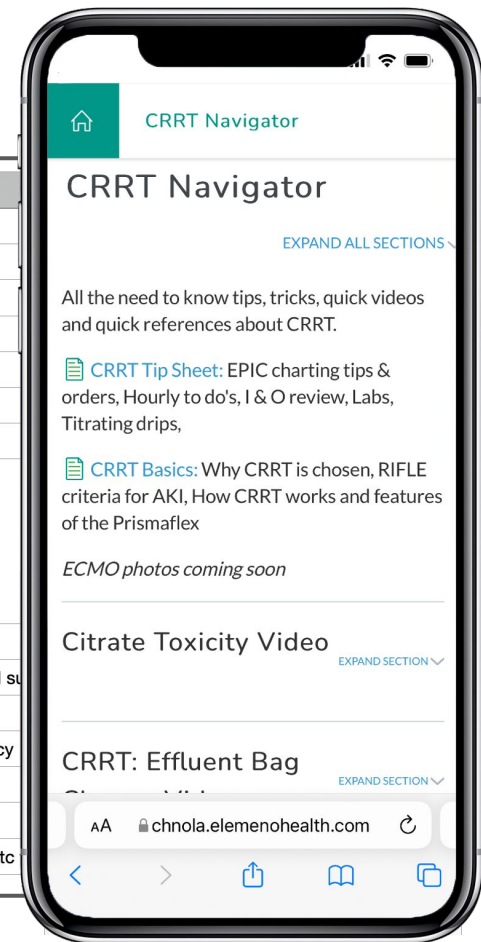 CRRT Navigator
CRRT Navigator
EXPAND ALL SECTIONS
All the need to know tips, tricks, quick videos
and quick references about CRRT.
CRRT Tip Sheet: EPIC charting tips &
orders, Hourly to do's, I & O review, Labs,
Titrating drips,
CRRT Basics: Why CRRT is chosen, RIFLE
criteria for AKI, How CRRT works and features
of the Prismaflex
ECMO photos coming soon
Citrate Toxicity Video
EXPAND SECTION
CRRT: Effluent Bag
EXPAND SECTION
AA chnola.elemenohealth.com